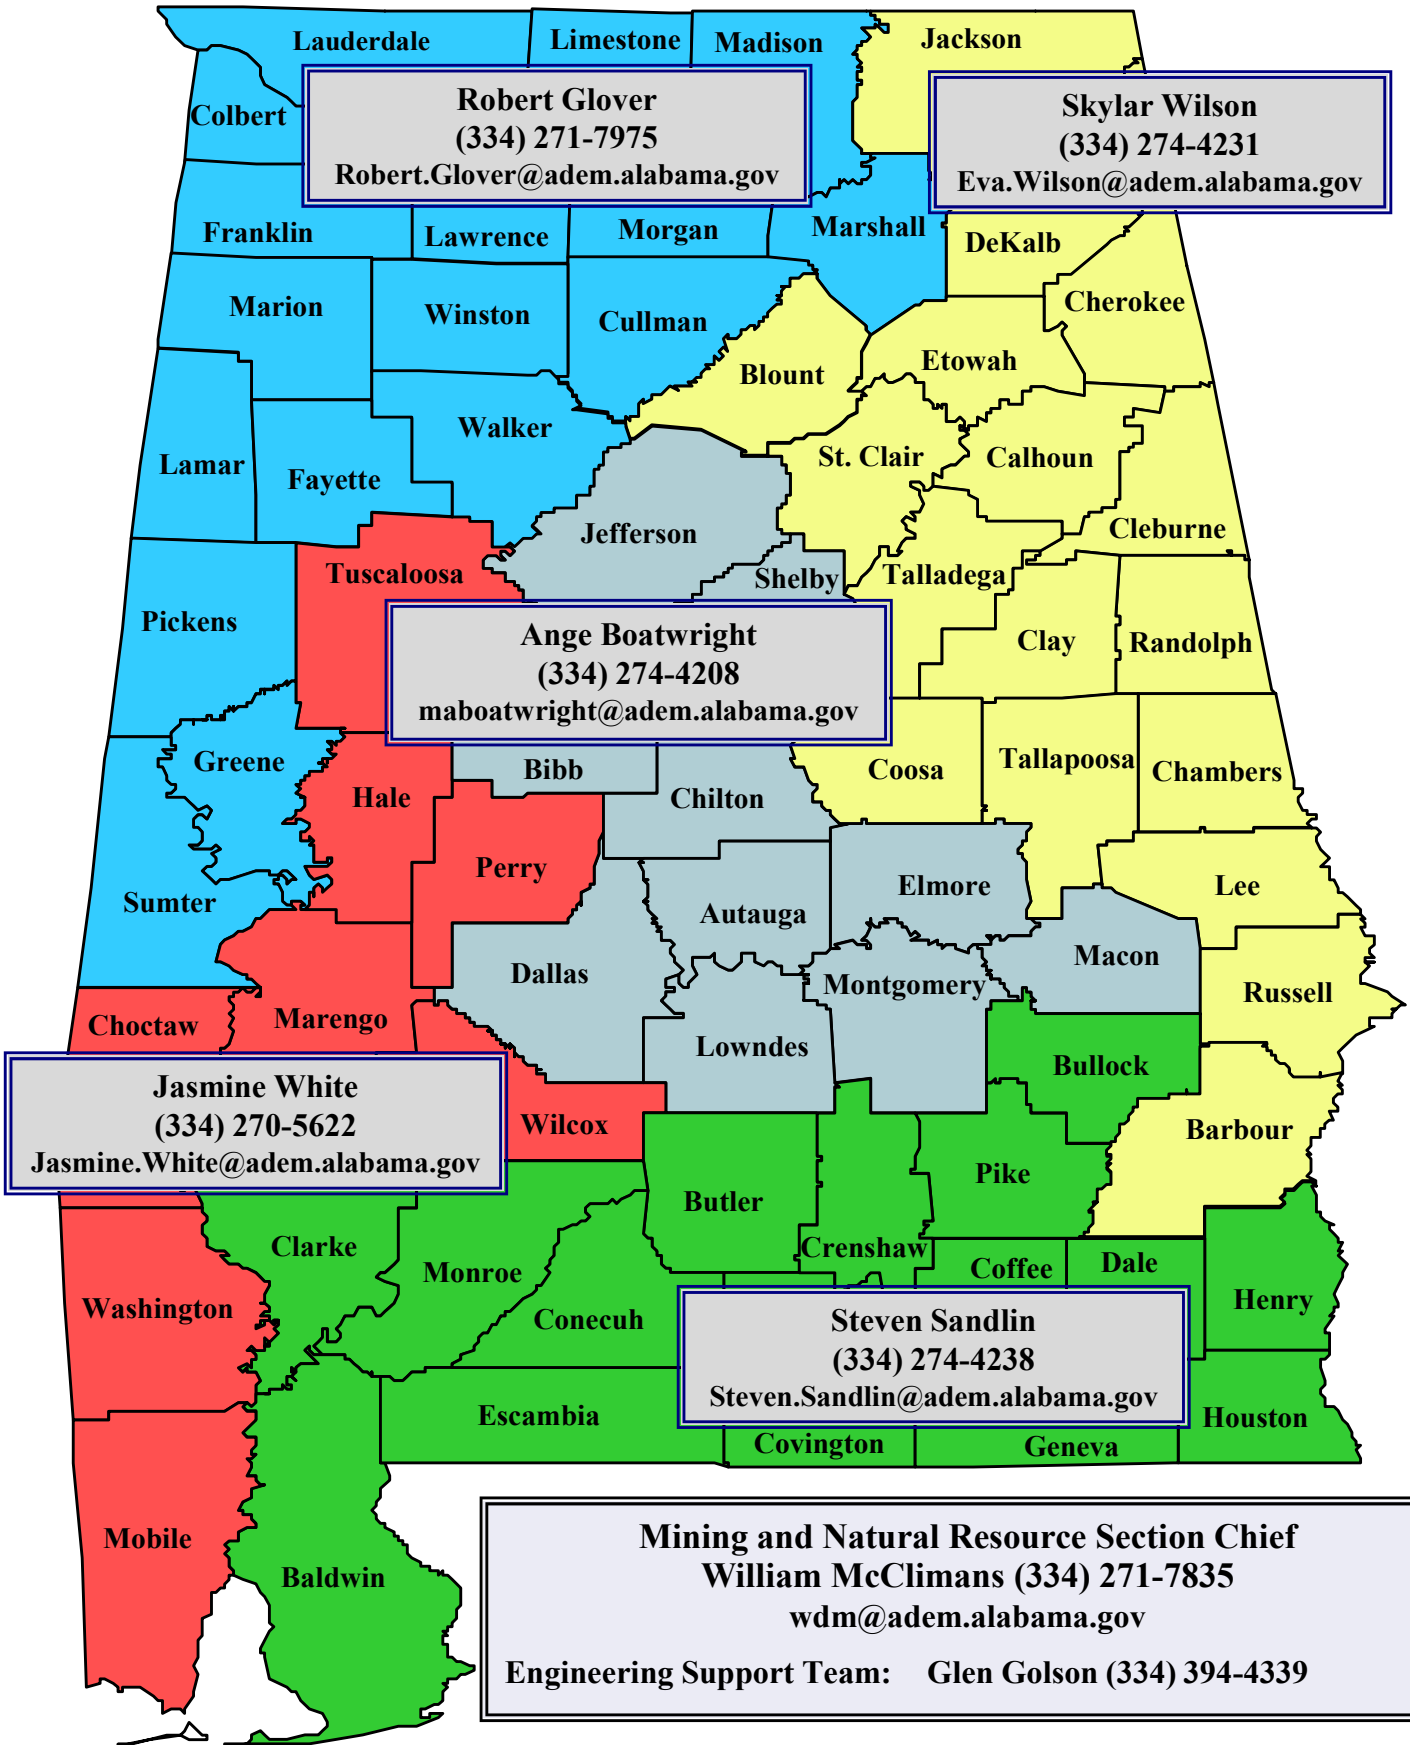 Lauderdale
Limestone
Madison
Jackson
Colbert
Robert Glover
(334) 271-7975
Robert.Glover@adem.alabama.gov
Skylar Wilson
(334) 274-4231
Eva.Wilson@adem.alabama.gov
Franklin
Lawrence
Morgan
Marshall
DeKalb
Cherokee
Marion
Winston
Cullman
Blount
Etowah
Walker
Lamar
Fayette
St. Clair
Calhoun
Jefferson
Cleburne
Tuscaloosa
Shelby
Talladega
Pickens
Ange Boatwright
(334) 274-4208
maboatwright@adem.alabama.gov
Clay
Randolph
Greene
Bibb
Coosa
Tallapoosa
Chambers
Hale
Chilton
Perry
Elmore
Lee
Sumter
Autauga
Dallas
Macon
Montgomery
Russell
Choctaw
Marengo
Lowndes
Bullock
Jasmine White
(334) 270-5622
Jasmine.White@adem.alabama.gov
Wilcox
Barbour
Butler
Pike
Clarke
Crenshaw
Monroe
Coffee
Dale
Washington
Conecuh
Henry
Steven Sandlin
(334) 274-4238
Steven.Sandlin@adem.alabama.gov
Escambia
Houston
Covington
Geneva
Mobile
Baldwin
Mining and Natural Resource Section Chief
William McClimans (334) 271-7835
wdm@adem.alabama.gov
Engineering Support Team: Glen Golson (334) 394-4339